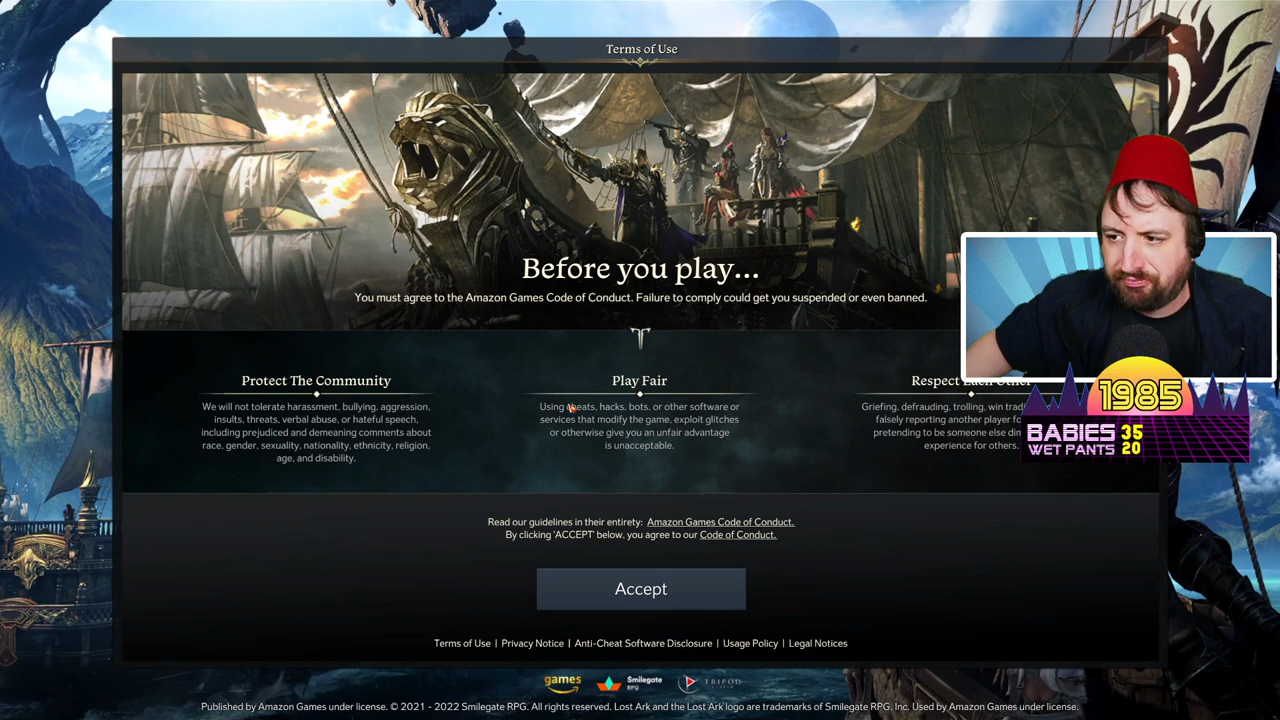 Terms of Use
Before you play...
You must agree to the Amazon Games Code of Conduct. Failure to comply could get you suspended or even banned.
Protect The Community
We will not tolerate harassment, bullying, aggression,
insults, threats, verbal abuse, or hateful speech,
including prejudiced and demeaning comments about
race, gender, sexuality, nationality, ethnicity, religion,
age, and disability.
Play Fair
Using cheats, hacks, bots, or other software or
services that modify the game, exploit glitches
or otherwise give you an unfair advantage
is unacceptable.
Respect Each Other
Griefing, defrauding, trolling, win trad
falsely reporting another player fo
pretending to be someone else dim
experience for others.
1985
BABIES 35
WET PANTS 20
Read our guidelines in their entirety: Amazon Games Code of Conduct.
By clicking 'ACCEPT' below, you agree to our Code of Conduct.
Accept
Terms of Use | Privacy Notice | Anti-Cheat Software Disclosure | Usage Policy | Legal Notices
games
Smilegate
RPG
TRIPOD
Published by Amazon Games under license. © 2021 - 2022 Smilegate RPG. All rights reserved. Lost Ark and the Lost Ark logo are trademarks of Smilegate RPG, Inc. Used by Amazon Games under license.